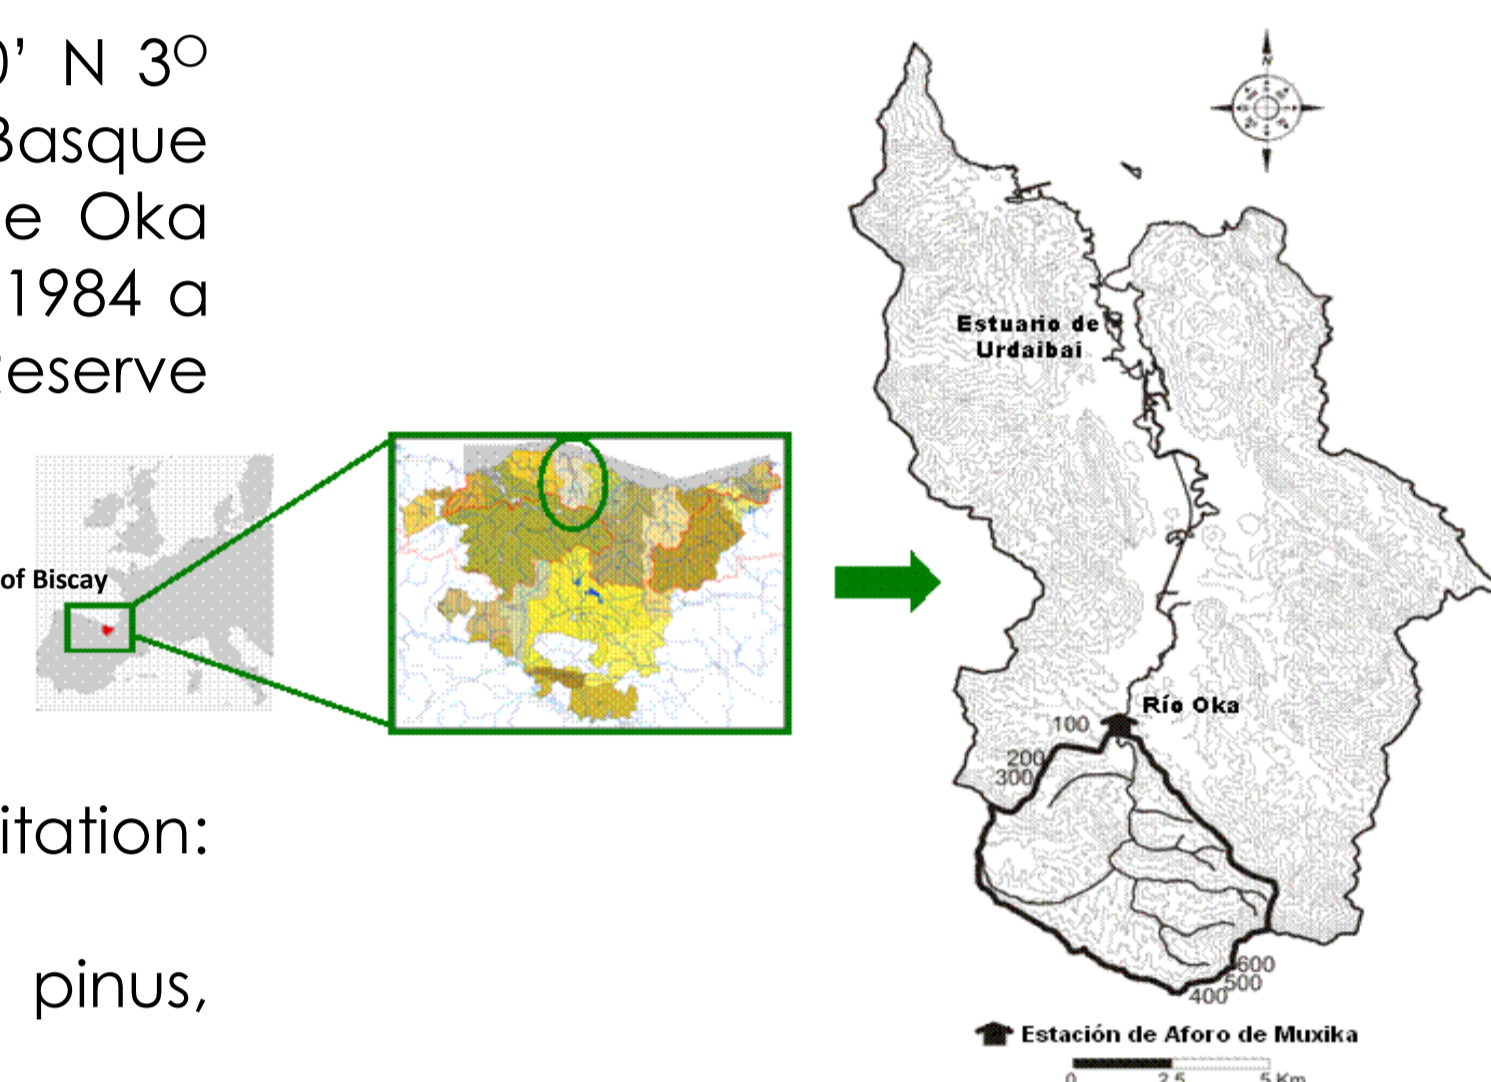 0’ N 3O
Basque
e Oka
1984 a
Reserve
of Biscay
itation:
pinus,
N
Estuario de
Urdaibai
Río Oka
100
200
300
600
500
400
Estación de Aforo de Muxika
0 2.5 5 Km